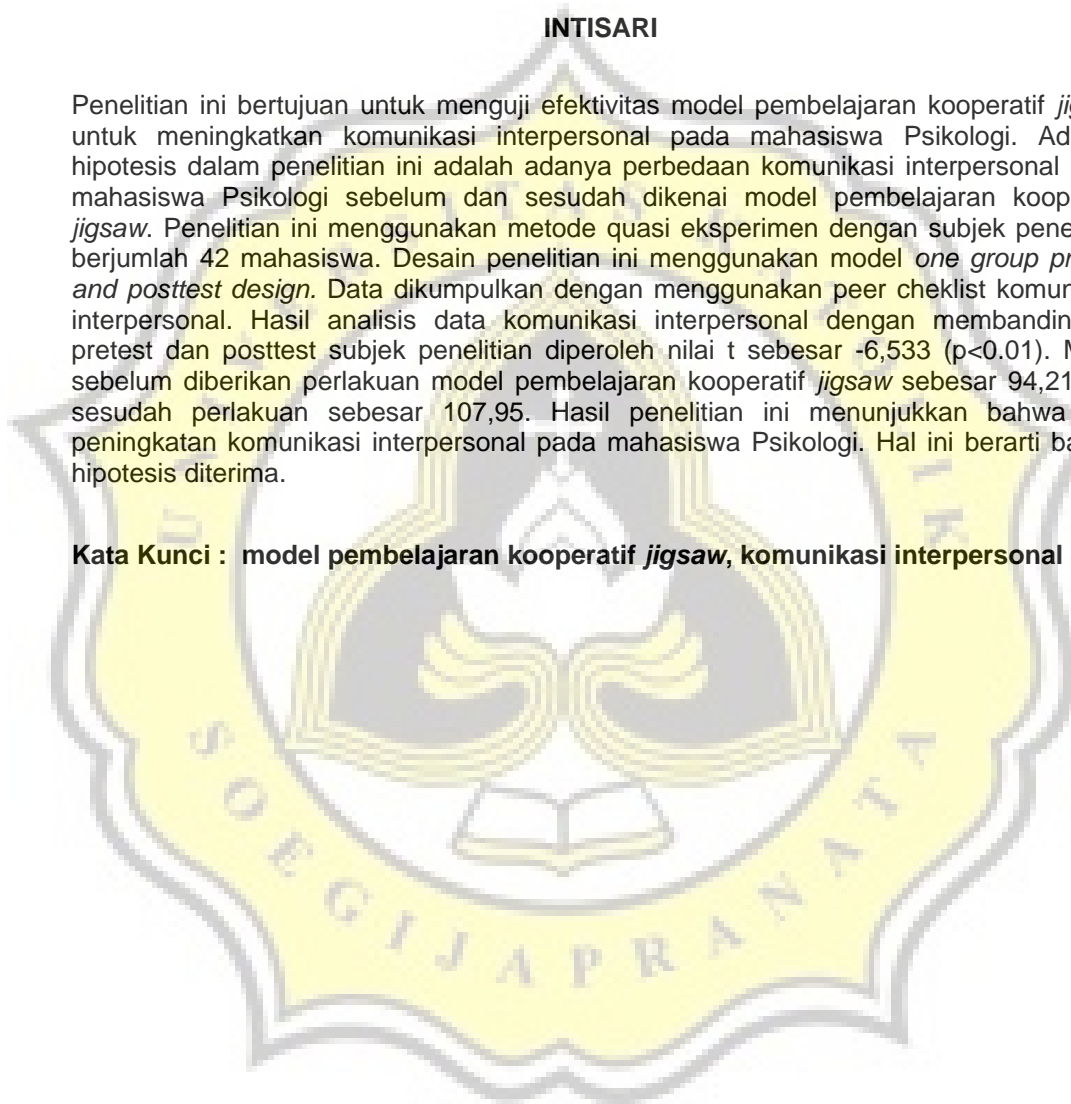 INTISARI
Penelitian ini bertujuan untuk menguji efektivitas model pembelajaran kooperatif
untuk meningkatkan komunikasi interpersonal pada mahasiswa Psikologi.
hipotesis dalam penelitian ini adalah adanya perbedaan komunikasi interpersonal
mahasiswa Psikologi sebelum dan sesudah dikenai model pembelajaran
jigsaw. Penelitian ini menggunakan metode quasi eksperimen dengan subjek
berjumlah 42 mahasiswa. Desain penelitian ini menggunakan model one group
and posttest design. Data dikumpulkan dengan menggunakan peer cheklist
interpersonal. Hasil analisis data komunikasi interpersonal dengan
pretest dan posttest subjek penelitian diperoleh nilai t sebesar -6,533 (p<0.01).
sebelum diberikan perlakuan model pembelajaran kooperatif jigsaw sebesar 94,21
sesudah perlakuan sebesar 107,95. Hasil penelitian ini menunjukkan bahwa
peningkatan komunikasi interpersonal pada mahasiswa Psikologi. Hal ini berarti
hipotesis diterima.
Kata Kunci : model pembelajaran kooperatif jigsaw, komunikasi interpersonal
UNIVERSITAS KATOLIK
SOEGIJAPRANATA